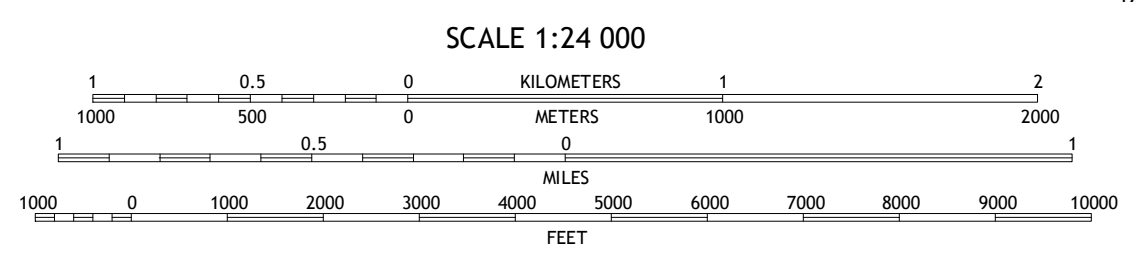 SCALE 1:24 000
1 0.5 0 KILOMETERS 1 2
1000 500 0 METERS 1000 2000
1 0.5 0 1
MILES
1000 0 1000 2000 3000 4000 5000 6000 7000 8000 9000 10000
FEET